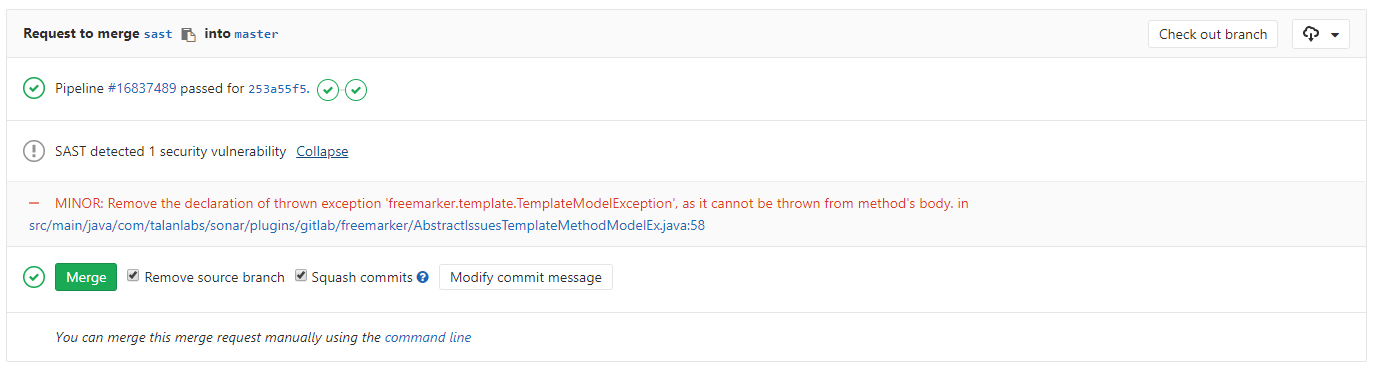 Request to merge sast into master Check out branch
Pipeline #16837489 passed for 253a55f5.
SAST detected 1 security vulnerability Collapse
MINOR: Remove the declaration of thrown exception 'freemarker.template.TemplateModelException', as it cannot be thrown from method's body. in
src/main/java/com/talanlabs/sonar/plugins/gitlab/freemarker/AbstractIssuesTemplateMethodModelEx.java:58
Merge Remove source branch Squash commits Modify commit message
You can merge this merge request manually using the command line